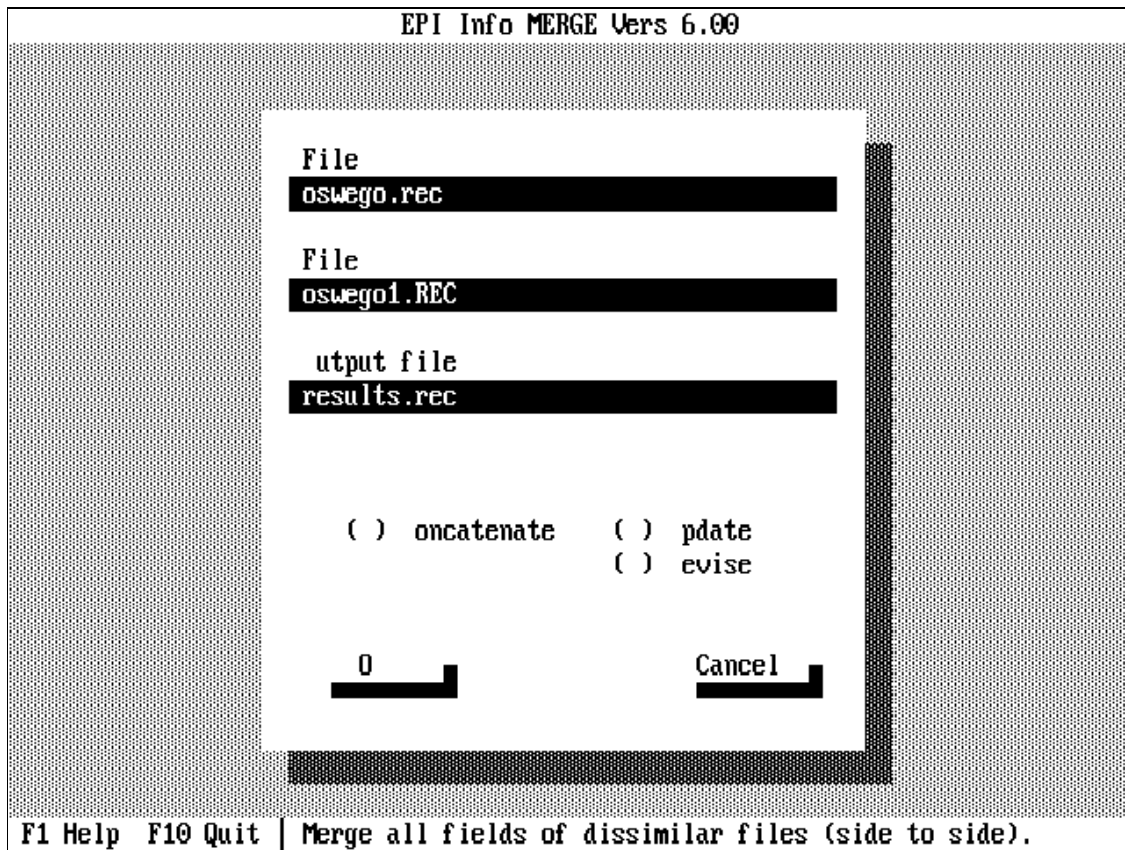 EPI Info MERGE Vers 6.00
File
oswego.rec
File
oswego1.REC
utput file
results.rec
( ) oncatenate ( ) pdate
( ) evise
O Cancel
F1 Help F10 Quit | Merge all fields of dissimilar files (side to side).